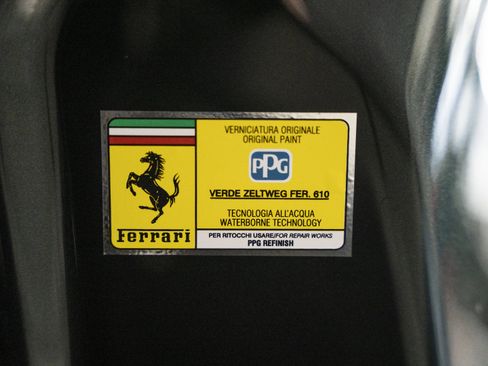 VERNICIATURA ORIGINALE
ORIGINAL PAINT
PPG
VERDE ZELTWEG FER. 610
TECNOLOGIA ALL'ACQUA
WATERBORNE TECHNOLOGY
Ferrari
PER RITOCCHI USARE/FOR REPAIR WORKS
PPG REFINISH